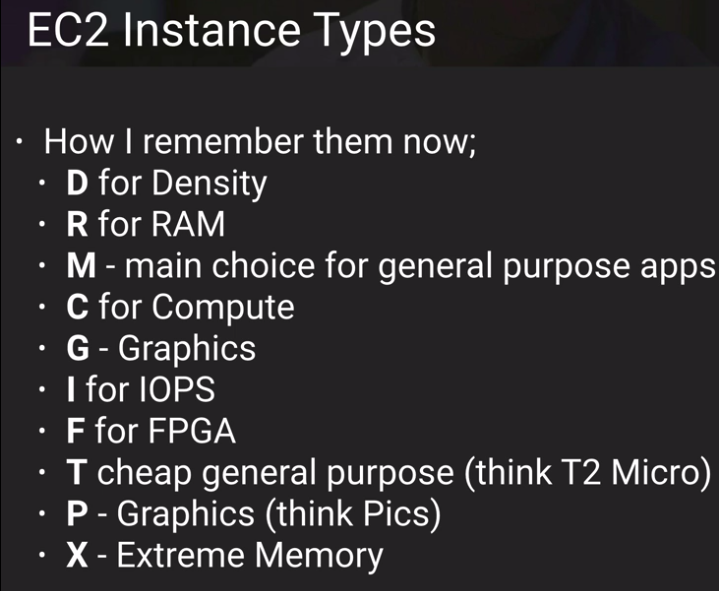 EC2 Instance Types
• How I remember them now;
• D for Density
• R for RAM
• M - main choice for general purpose apps
• C for Compute
• G - Graphics
• I for IOPS
• F for FPGA
• T cheap general purpose (think T2 Micro)
• P - Graphics (think Pics)
• X - Extreme Memory